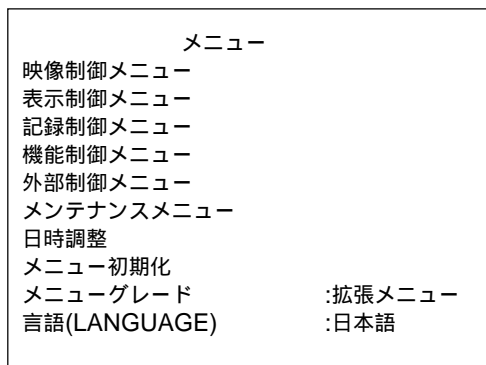 メニュー
映像制御メニュー
表示制御メニュー
記録制御メニュー
機能制御メニュー
外部制御メニュー
メンテナンスメニュー
日時調整
メニュー初期化
メニューグレード :拡張メニュー
言語(LANGUAGE) :日本語